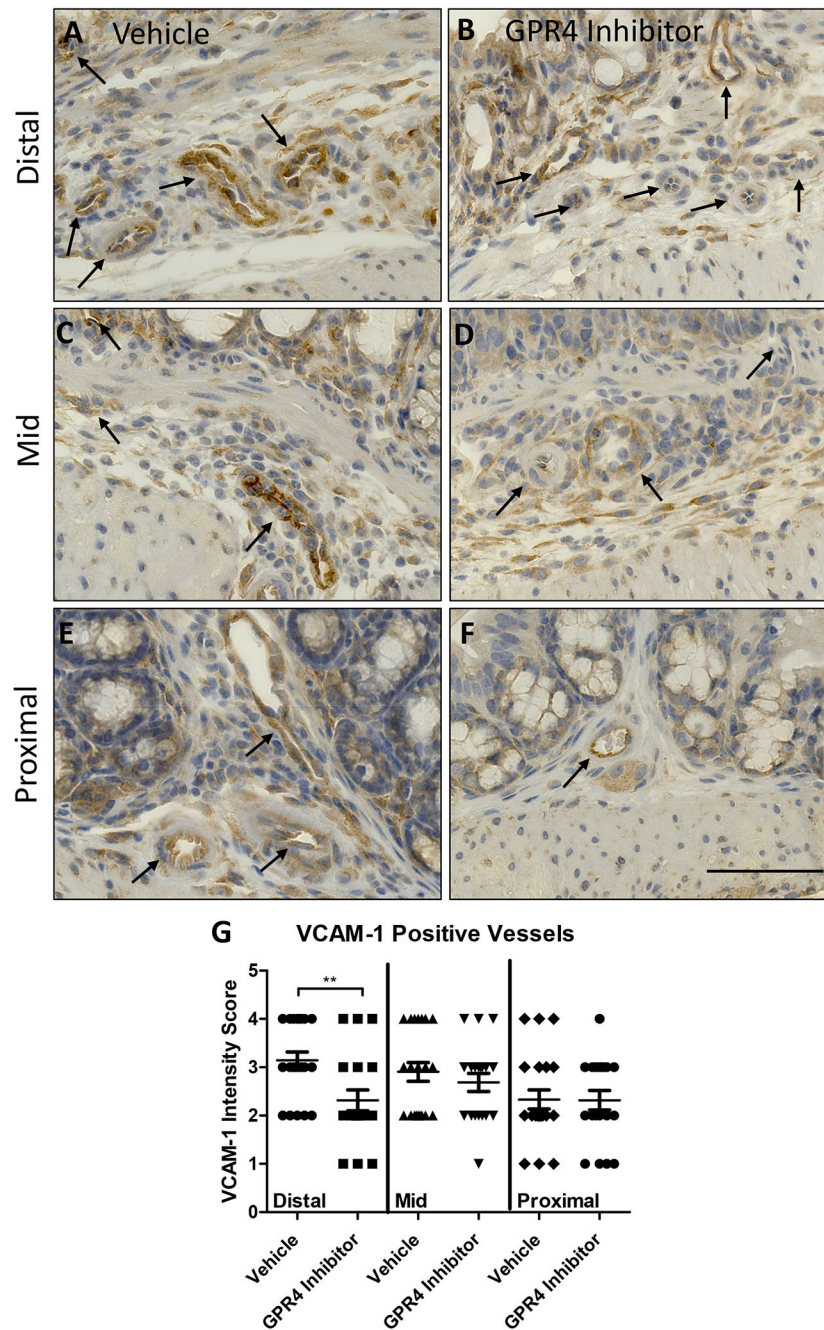 A Vehicle
B GPR4 Inhibitor
Distal
C
D
Mid
E
F
Proximal
G VCAM-1 Positive Vessels
VCAM-1 Intensity Score
5
4
3
2
1
0
**
Distal
Mid
Proximal
Vehicle
GPR4 Inhibitor
Vehicle
GPR4 Inhibitor
Vehicle
GPR4 Inhibitor